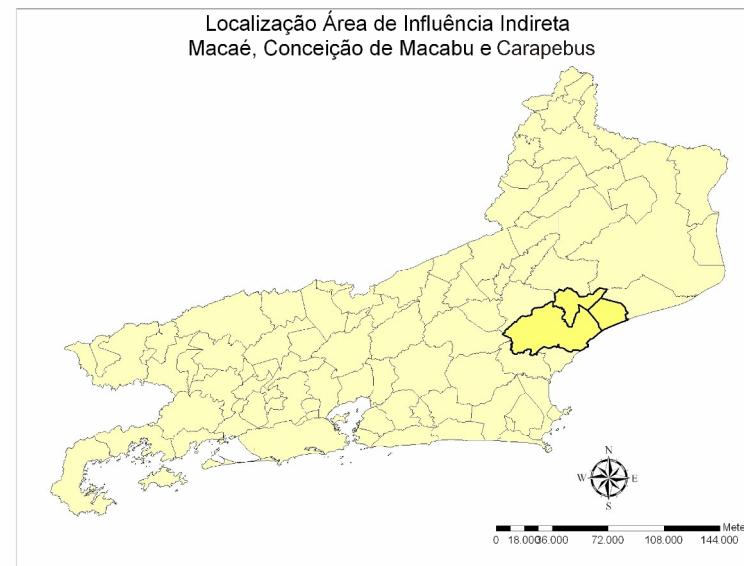 Localização Área de Influência Indireta
Macaé, Conceição de Macabu e Carapebus
N
W E
S
Mete
0 18.000 36.000 72.000 108.000 144.000